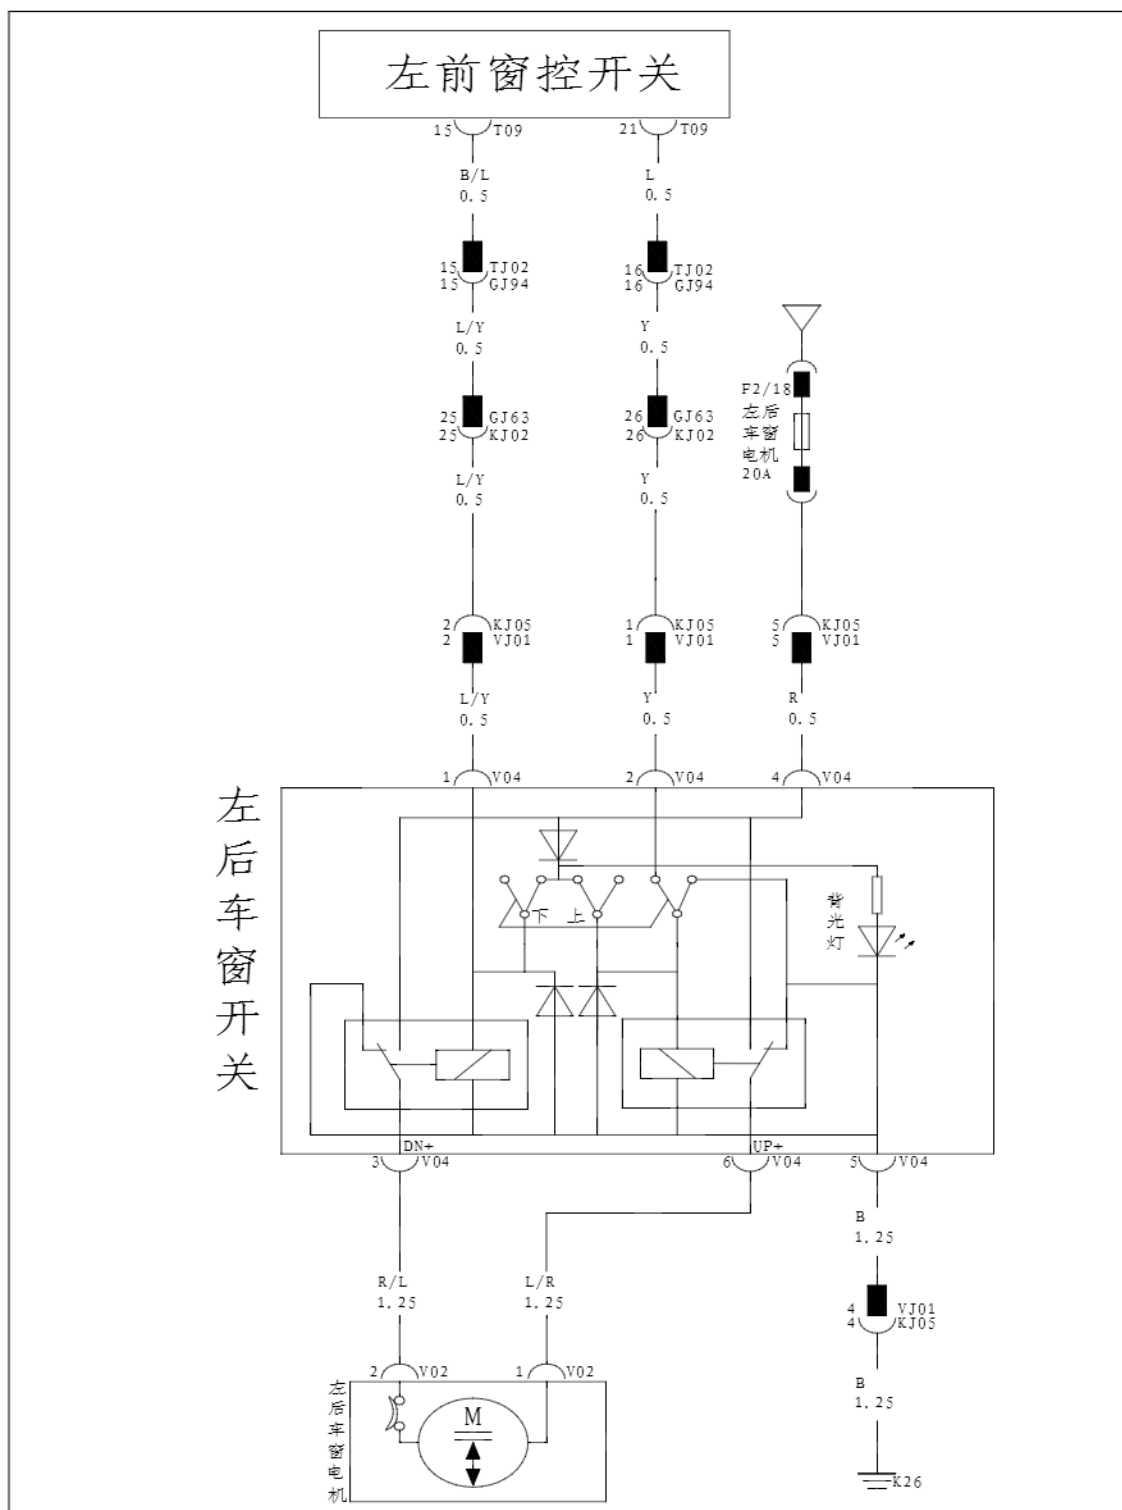 左前窗控开关
15 T09
21 T09
B/L
0.5
L
0.5
15 TJ02
15 GJ94
16 TJ02
16 GJ94
L/Y
0.5
Y
0.5
F2/18
左后
车窗
电机
20A
25 GJ63
25 KJ02
26 GJ63
26 KJ02
L/Y
0.5
Y
0.5
2 KJ05
2 VJ01
1 KJ05
1 VJ01
5 KJ05
5 VJ01
L/Y
0.5
Y
0.5
R
0.5
1 V04
2 V04
4 V04
左后车窗开关
下 上
背光灯
DN+
UP+
3 V04
6 V04
5 V04
B
1.25
R/L
1.25
L/R
1.25
4 VJ01
4 KJ05
2 V02
1 V02
B
1.25
左后车窗电机
M
K26